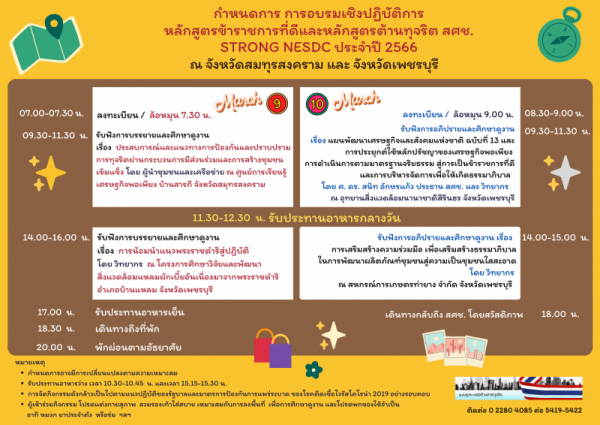 กำหนดการ การอบรมเชิงปฏิบัติการ
หลักสูตรข้าราชการที่ดีและหลักสูตรต้านทุจริต สศช.
STRONG NESDC ประจำปี 2566
ณ จังหวัดสมุทรสงคราม และ จังหวัดเพชรบุรี
March 9
07.00-07.30 น. ลงทะเบียน / ล้อหมุน 7.30 น.
09.30-11.30 น. รับฟังการบรรยายและศึกษาดูงาน
เรื่อง ประสบการณ์และแนวทางการป้องกันและปราบปราม
การทุจริตผ่านกระบวนการมีส่วนร่วมและการสร้างชุมชน
เข้มแข็ง โดย ผู้นำชุมชนและเครือข่าย ณ ศูนย์การเรียนรู้
เศรษฐกิจพอเพียง บ้านสารภี จังหวัดสมุทรสงคราม
10 March
ลงทะเบียน / ล้อหมุน 9.00 น. 08.30-9.00 น.
รับฟังการอภิปรายและศึกษาดูงาน 09.30-11.30 น.
เรื่อง แผนพัฒนาเศรษฐกิจและสังคมแห่งชาติ ฉบับที่ 13 และ
การประยุกต์ใช้หลักปรัชญาของเศรษฐกิจพอเพียง
การดำเนินการตามมาตรฐานจริยธรรม สู่การเป็นข้าราชการที่ดี
และการบริหารจัดการเพื่อให้เกิดธรรมาภิบาล
โดย ศ. ดร. สนิท อักษรแก้ว ประธาน สศช. และ วิทยากร
ณ อุทยานสิ่งแวดล้อมนานาชาติสิรินธร จังหวัดเพชรบุรี
11.30-12.30 น. รับประทานอาหารกลางวัน
14.00-16.00 น. รับฟังการบรรยายและศึกษาดูงาน
เรื่อง การน้อมนำแนวพระราชดำริสู่ปฏิบัติ
โดย วิทยากร ณ โครงการศึกษาวิจัยและพัฒนา
สิ่งแวดล้อมแหลมผักเบี้ยอันเนื่องมาจากพระราชดำริ
อำเภอบ้านแหลม จังหวัดเพชรบุรี
รับฟังการอภิปรายและศึกษาดูงาน เรื่อง 14.00-15.00 น.
การเสริมสร้างความร่วมมือ เพื่อเสริมสร้างธรรมาภิบาล
ในการพัฒนาผลิตภัณฑ์ชุมชนสู่ความเป็นชุมชนใสสะอาด
โดย วิทยากร
ณ สหกรณ์การเกษตรท่ายาง จำกัด จังหวัดเพชรบุรี
17.00 น. รับประทานอาหารเย็น
18.30 น. เดินทางถึงที่พัก
20.00 น. พักผ่อนตามอัธยาศัย
เดินทางกลับถึง สศช. โดยสวัสดิภาพ 18.00 น.
หมายเหตุ
• กำหนดการอาจมีการเปลี่ยนแปลงตามความเหมาะสม
• รับประทานอาหารว่าง เวลา 10.30-10.45 น. และเวลา 15.15-15.30 น.
• การจัดกิจกรรมดังกล่าวเป็นไปตามแนวปฏิบัติของรัฐบาลและมาตรการป้องกันการแพร่ระบาด ของโรคติดเชื้อไวรัสโคโรน่า 2019 อย่างรอบคอบ
• ผู้เข้าร่วมกิจกรรม โปรดแต่งกายสุภาพ สวมรองเท้าใส่สบาย เหมาะสมกับการลงพื้นที่ เพื่อการศึกษาดูงาน และโปรดพกของใช้จำเป็น
อาทิ หมวก ยาประจำตัว หรือร่ม ฯลฯ
ติดต่อ 0 2280 4085 ต่อ 5419-5422